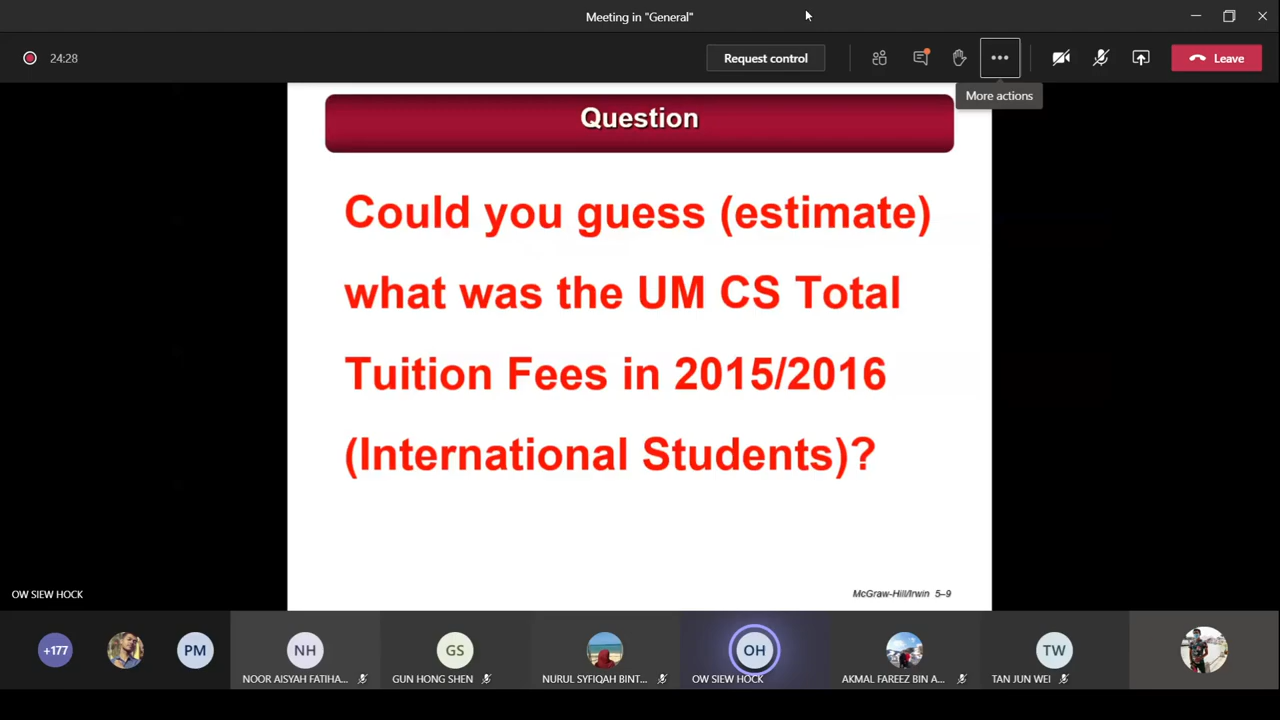 Meeting in "General"
24:28
Request control
Leave
More actions
Question
Could you guess (estimate)
what was the UM CS Total
Tuition Fees in 2015/2016
(International Students)?
McGraw-Hill/Irwin 5–9
OW SIEW HOCK
+177
PM
NH
GS
OH
TW
NOOR AISYAH FATIHA...
GUN HONG SHEN
NURUL SYFIQAH BINT...
OW SIEW HOCK
AKMAL FAREEZ BIN A...
TAN JUN WEI